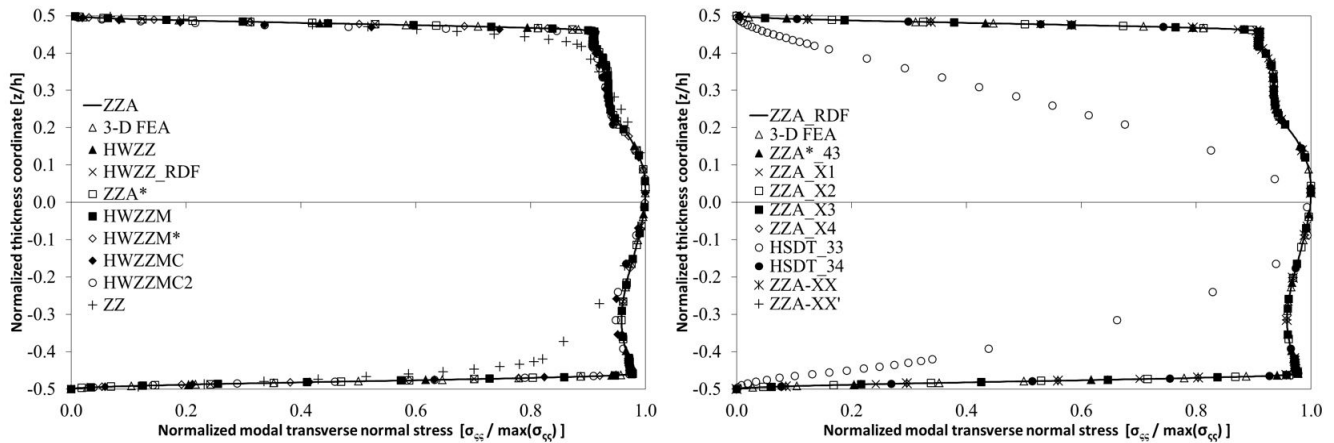 Normalized thickness coordinate [z/h]
0.5
0.4
0.3
0.2
0.1
0.0
-0.1
-0.2
-0.3
-0.4
-0.5
ZZA
3-D FEA
HWZZ
HWZZ_RDF
ZZA*
HWZZM
HWZZM*
HWZZMC
HWZZMC2
ZZ
0.0 0.2 0.4 0.6 0.8 1.0
Normalized modal transverse normal stress [σςς / max(σςς) ]
Normalized thickness coordinate [z/h]
0.5
0.4
0.3
0.2
0.1
0.0
-0.1
-0.2
-0.3
-0.4
-0.5
ZZA_RDF
3-D FEA
ZZA*_43
ZZA_X1
ZZA_X2
ZZA_X3
ZZA_X4
HSDT_33
HSDT_34
ZZA-XX
ZZA-XX'
0.0 0.2 0.4 0.6 0.8 1.0
Normalized modal transverse normal stress [σςς / max(σςς) ]